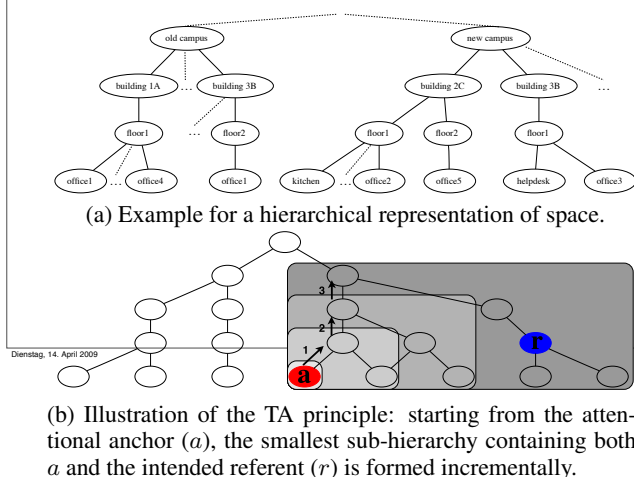 old campus
new campus
building 1A
...
building 3B
building 2C
building 3B
...
floor1
...
floor2
floor1
floor2
floor1
office1
...
office4
office1
kitchen
...
office2
office5
helpdesk
office3
(a) Example for a hierarchical representation of space.
3
2
1
a
r
Dienstag, 14. April 2009
(b) Illustration of the TA principle: starting from the atten-
tional anchor (a), the smallest sub-hierarchy containing both
a and the intended referent (r) is formed incrementally.